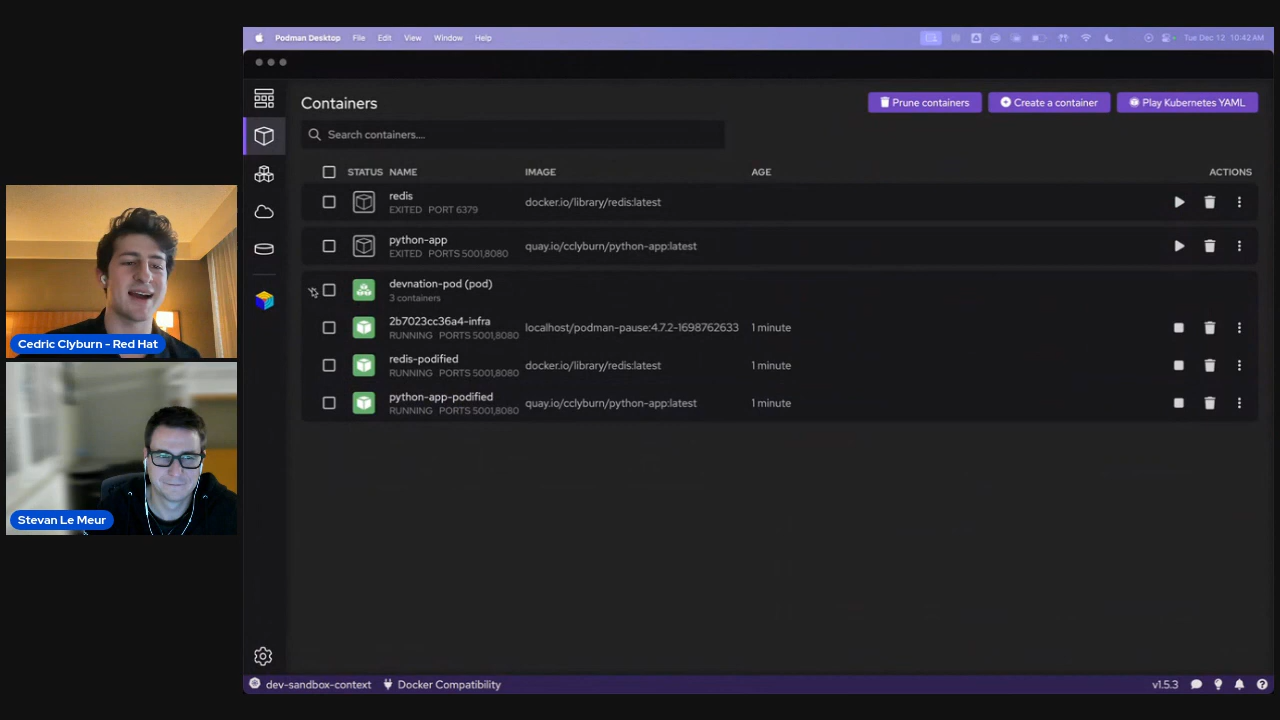 Podman Desktop File Edit View Window Help Tue Dec 12 10:42 AM
Containers
Prune containers Create a container Play Kubernetes YAML
Search containers....
STATUS NAME IMAGE AGE ACTIONS
redis
EXITED PORT 6379
docker.io/library/redis:latest
python-app
EXITED PORTS 5001,8080
quay.io/cclyburn/python-app:latest
devnation-pod (pod)
3 containers
2b7023cc36a4-infra
RUNNING PORTS 5001,8080
localhost/podman-pause:4.7.2-1698762633 1 minute
redis-podified
RUNNING PORTS 5001,8080
docker.io/library/redis:latest 1 minute
python-app-podified
RUNNING PORTS 5001,8080
quay.io/cclyburn/python-app:latest 1 minute
dev-sandbox-context Docker Compatibility v1.5.3
Cedric Clyburn - Red Hat
Stevan Le Meur